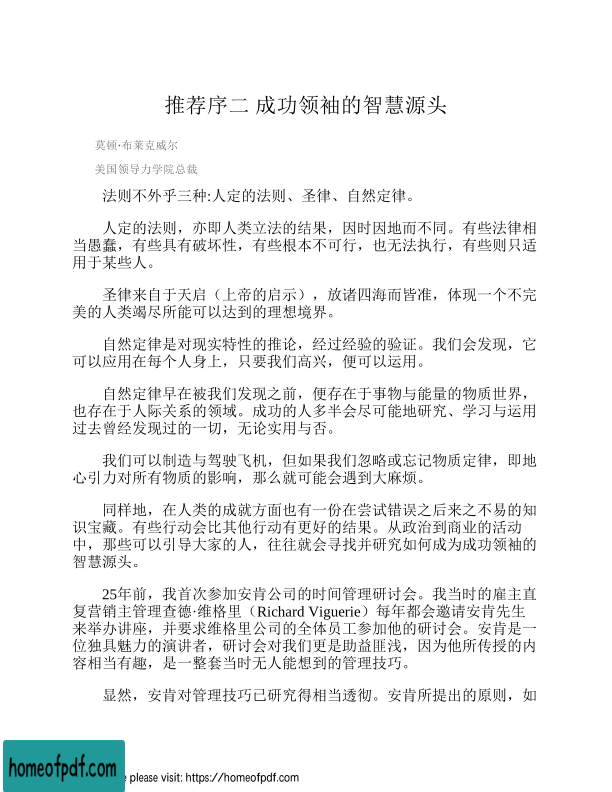 推荐序二 成功领袖的智慧源头
莫顿·布莱克威尔
美国领导力学院总裁
法则不外乎三种:人定的法则、圣律、自然定律。
人定的法则，亦即人类立法的结果，因时因地而不同。有些法律相
当愚蠢，有些具有破坏性，有些根本不可行，也无法执行，有些则只适
用于某些人。
圣律来自于天启（上帝的启示），放诸四海而皆准，体现一个不完
美的人类竭尽所能可以达到的理想境界。
自然定律是对现实特性的推论，经过经验的验证。我们会发现，它
可以应用在每个人身上，只要我们高兴，便可以运用。
自然定律早在被我们发现之前，便存在于事物与能量的物质世界，
也存在于人际关系的领域。成功的人多半会尽可能地研究、学习与运用
过去曾经发现过的一切，无论实用与否。
我们可以制造与驾驶飞机，但如果我们忽略或忘记物质定律，即地
心引力对所有物质的影响，那么就可能会遇到大麻烦。
同样地，在人类的成就方面也有一份在尝试错误之后来之不易的知
识宝藏。有些行动会比其他行动有更好的结果。从政治到商业的活动
中，那些可以引导大家的人，往往就会寻找并研究如何成为成功领袖的
智慧源头。
25年前，我首次参加安肯公司的时间管理研讨会。我当时的雇主直
复营销主管理查德·维格里（Richard Viguerie）每年都会邀请安肯先生
来举办讲座，并要求维格里公司的全体员工参加他的研讨会。安肯是一
位独具魅力的演讲者，研讨会对我们更是助益匪浅，因为他所传授的内
容相当有趣，是一整套当时无人能想到的管理技巧。
显然，安肯对管理技巧已研究得相当透彻。安肯所提出的原则，如
homeofpdf.com
e please visit: https://homeofpdf.com